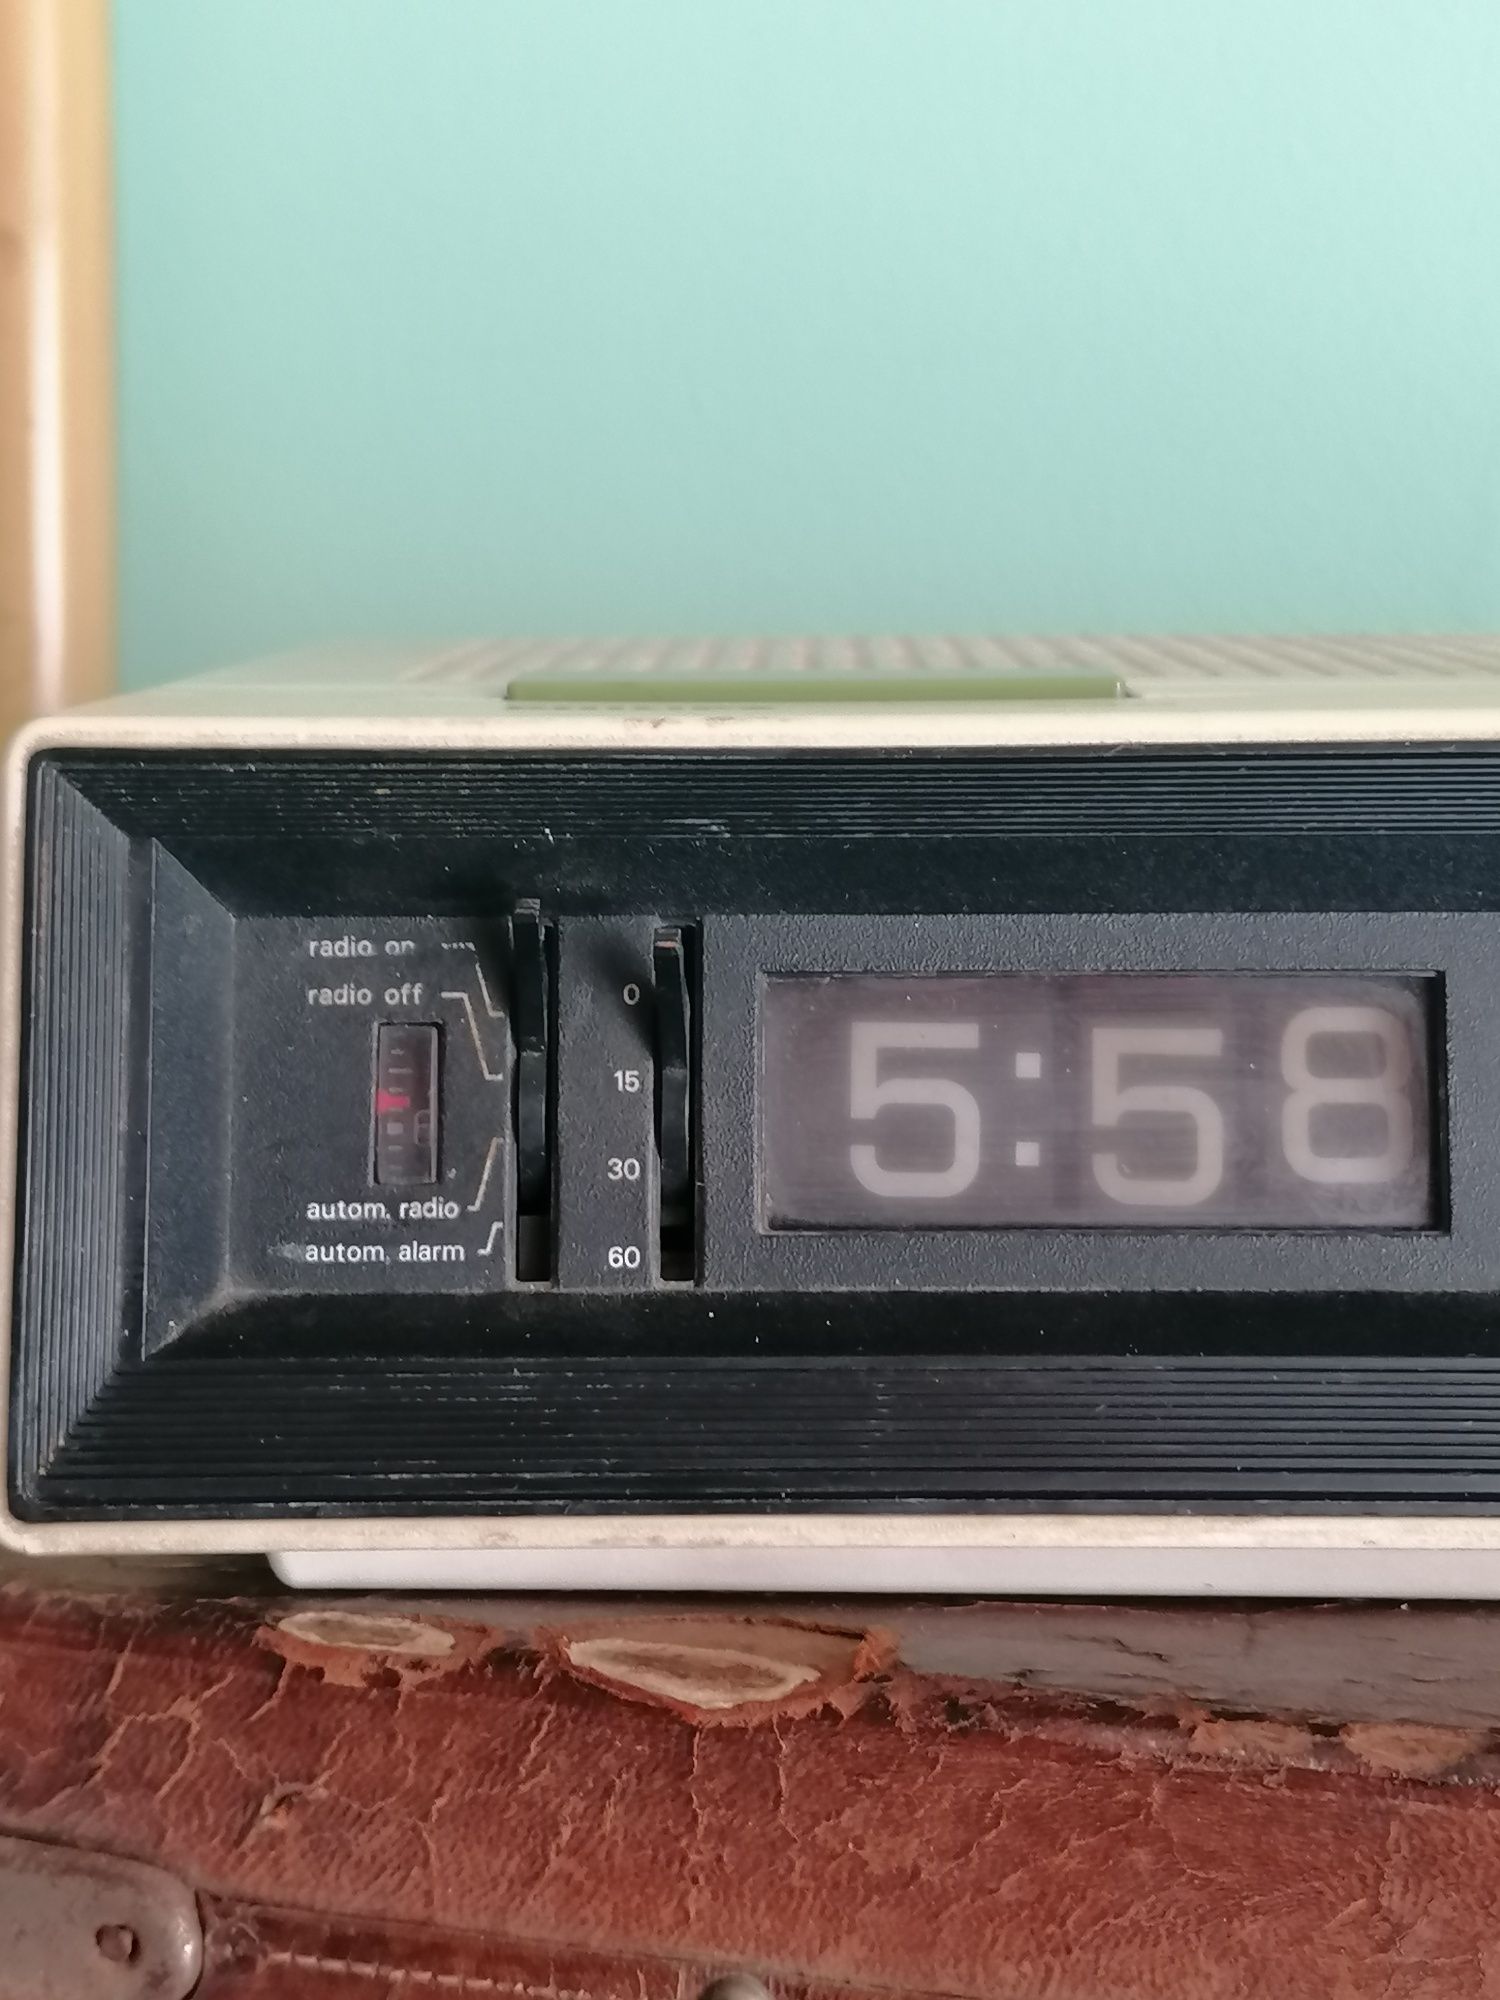 radio on
radio off
autom. radio
autom. alarm
0
15
30
60
5:58